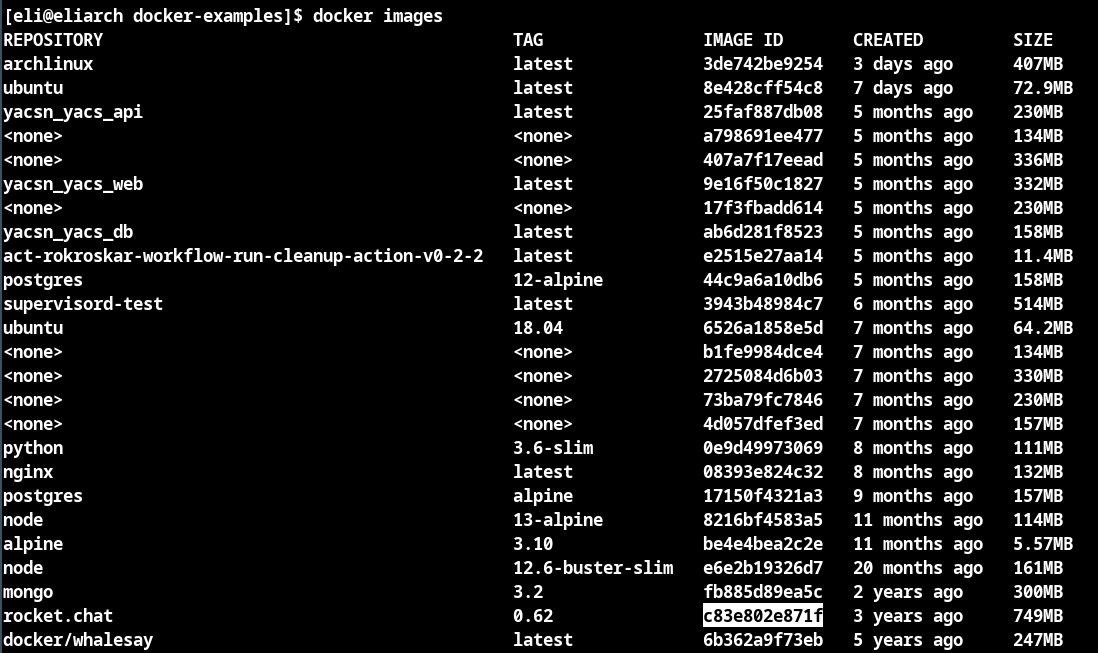 [eli@eliarch docker-examples]$ docker images
REPOSITORY TAG IMAGE ID CREATED SIZE
archlinux latest 3de742be9254 3 days ago 407MB
ubuntu latest 8e428cff54c8 7 days ago 72.9MB
yacsn_yacs_api latest 25faf887db08 5 months ago 230MB
<none> <none> a798691ee477 5 months ago 134MB
<none> <none> 407a7f17eead 5 months ago 336MB
yacsn_yacs_web latest 9e16f50c1827 5 months ago 332MB
<none> <none> 17f3fbadd614 5 months ago 230MB
yacsn_yacs_db latest ab6d281f8523 5 months ago 158MB
act-rokroskar-workflow-run-cleanup-action-v0-2-2 latest e2515e27aa14 5 months ago 11.4MB
postgres 12-alpine 44c9a6a10db6 5 months ago 158MB
supervisord-test latest 3943b48984c7 6 months ago 514MB
ubuntu 18.04 6526a1858e5d 7 months ago 64.2MB
<none> <none> b1fe9984dce4 7 months ago 134MB
<none> <none> 2725084d6b03 7 months ago 330MB
<none> <none> 73ba79fc7846 7 months ago 230MB
<none> <none> 4d057dfef3ed 7 months ago 157MB
python 3.6-slim 0e9d49973069 8 months ago 111MB
nginx latest 08393e824c32 8 months ago 132MB
postgres alpine 17150f4321a3 9 months ago 157MB
node 13-alpine 8216bf4583a5 11 months ago 114MB
alpine 3.10 be4e4bea2c2e 11 months ago 5.57MB
node 12.6-buster-slim e6e2b19326d7 20 months ago 161MB
mongo 3.2 fb885d89ea5c 2 years ago 300MB
rocket.chat 0.62 c83e802e871f 3 years ago 749MB
docker/whalesay latest 6b362a9f73eb 5 years ago 247MB